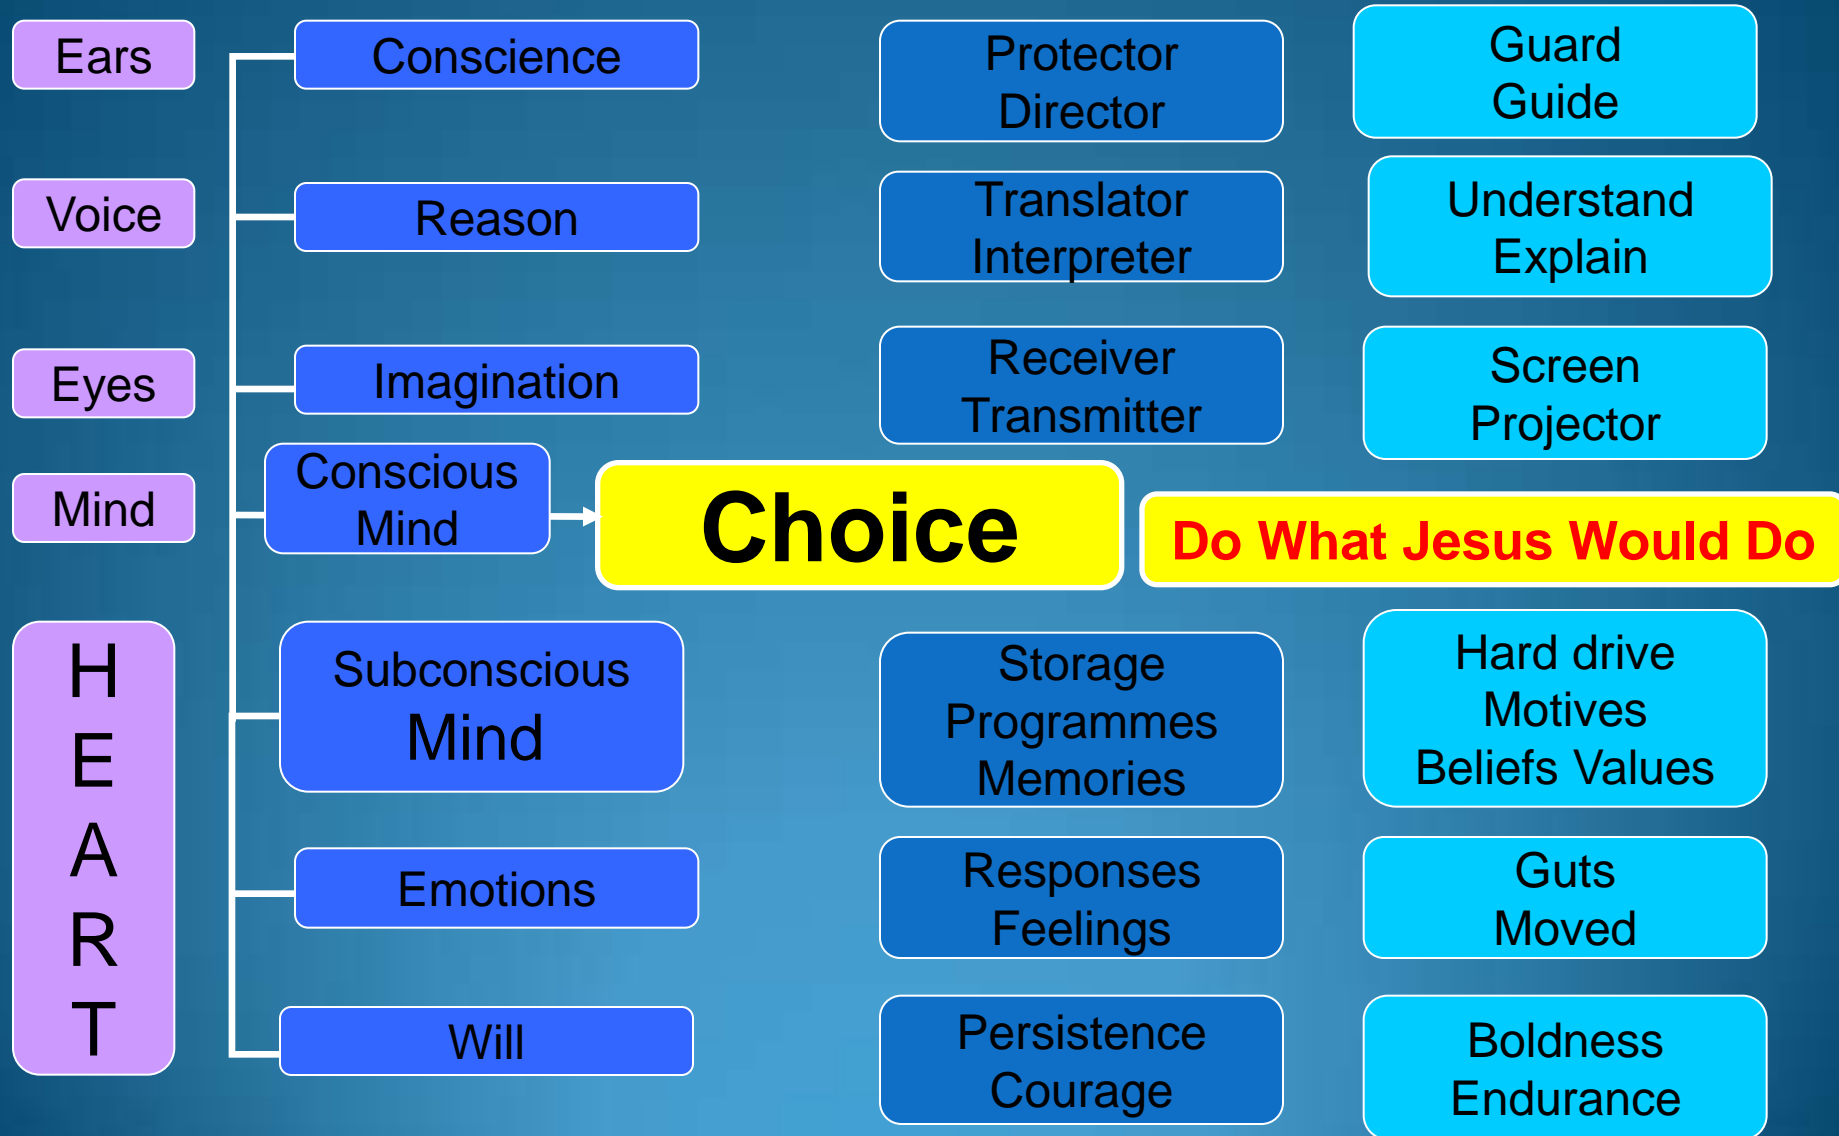 Ears
Conscience
Protector
Director
Guard
Guide
Voice
Reason
Translator
Interpreter
Understand
Explain
Eyes
Imagination
Receiver
Transmitter
Screen
Projector
Mind
Conscious
Mind
Choice
Do What Jesus Would Do
H
E
A
R
T
Subconscious
Mind
Storage
Programmes
Memories
Hard drive
Motives
Beliefs Values
Emotions
Responses
Feelings
Guts
Moved
Will
Persistence
Courage
Boldness
Endurance